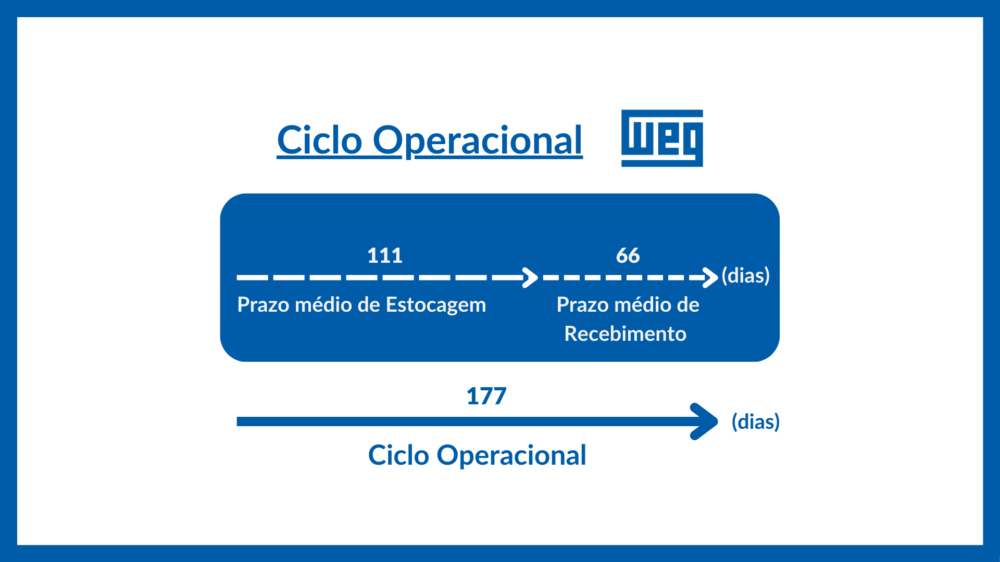 Ciclo Operacional
weg
111
66
(dias)
Prazo médio de Estocagem
Prazo médio de
Recebimento
177
(dias)
Ciclo Operacional